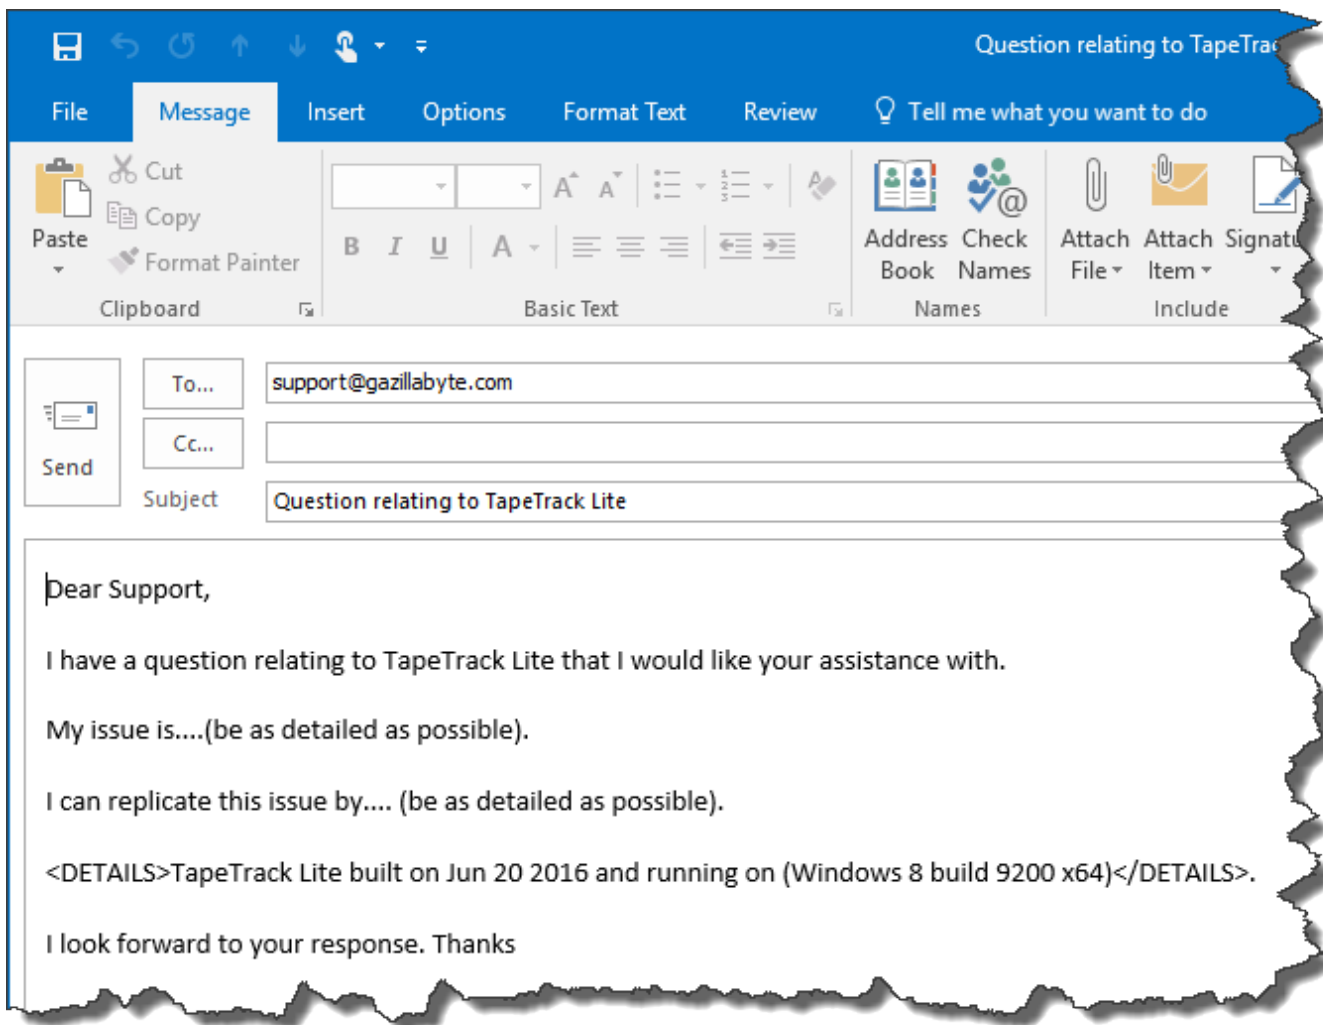 Question relating to TapeTrac
File Message Insert Options Format Text Review Tell me what you want to do
Paste
Cut
Copy
Format Painter
Clipboard
A A
1
2
3
A
B I U A
Basic Text
Address Book
Check Names
Names
Attach File
Attach Item
Signatu
Include
Send
To... support@gazillabyte.com
Cc...
Subject Question relating to TapeTrack Lite
Dear Support,
I have a question relating to TapeTrack Lite that I would like your assistance with.
My issue is....(be as detailed as possible).
I can replicate this issue by.... (be as detailed as possible).
<DETAILS>TapeTrack Lite built on Jun 20 2016 and running on (Windows 8 build 9200 x64)</DETAILS>.
I look forward to your response. Thanks